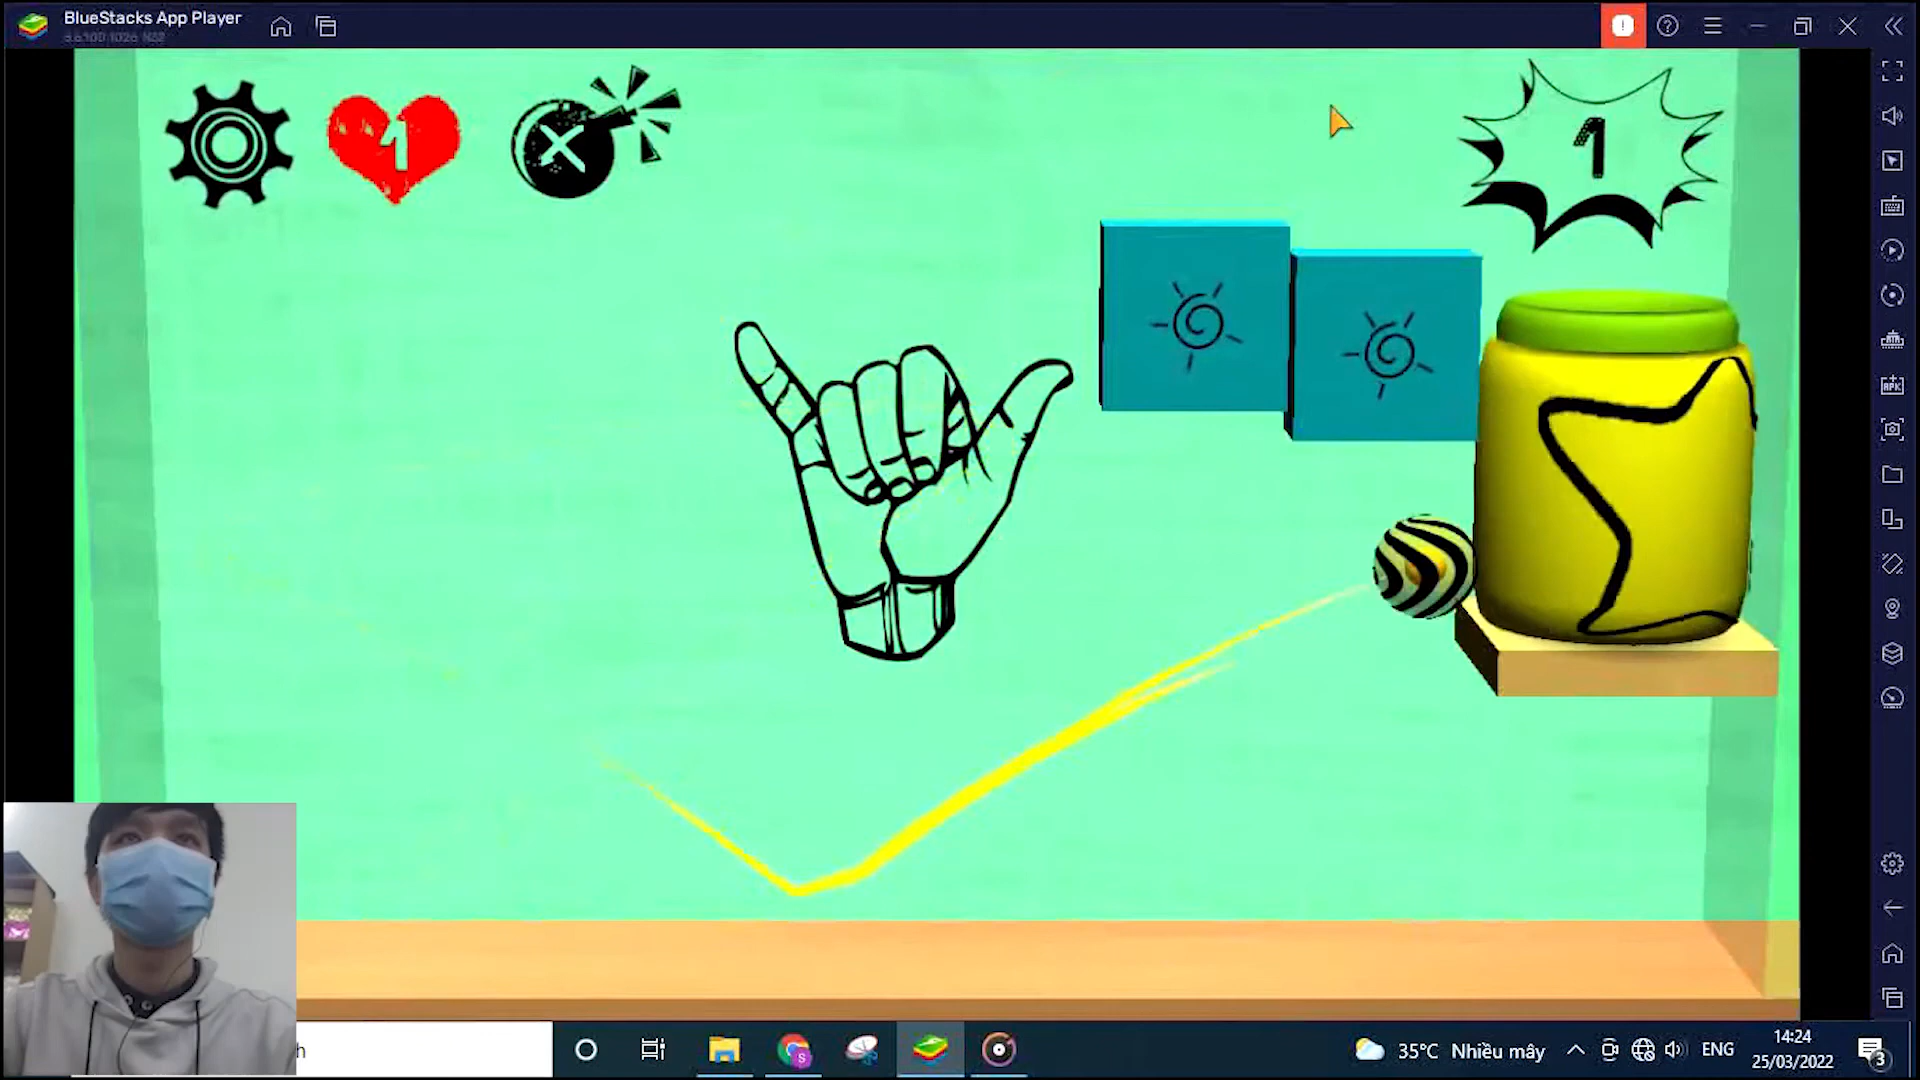 BlueStacks App Player
1
X
1
h
35°C Nhiều mây
ENG
14:24
25/03/2022
3